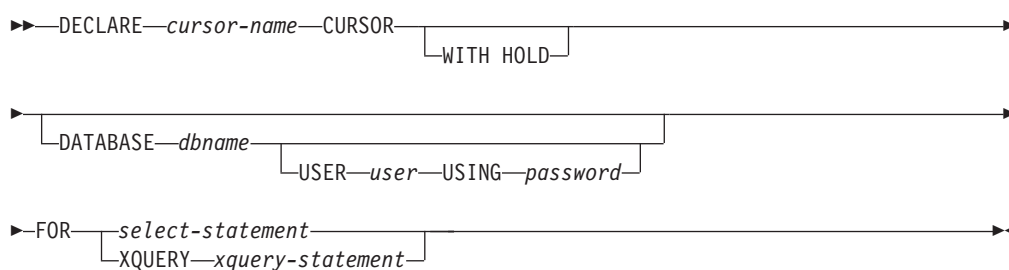 DECLARE cursor-name CURSOR
WITH HOLD
DATABASE dbname
USER user USING password
FOR select-statement
XQUERY xquery-statement